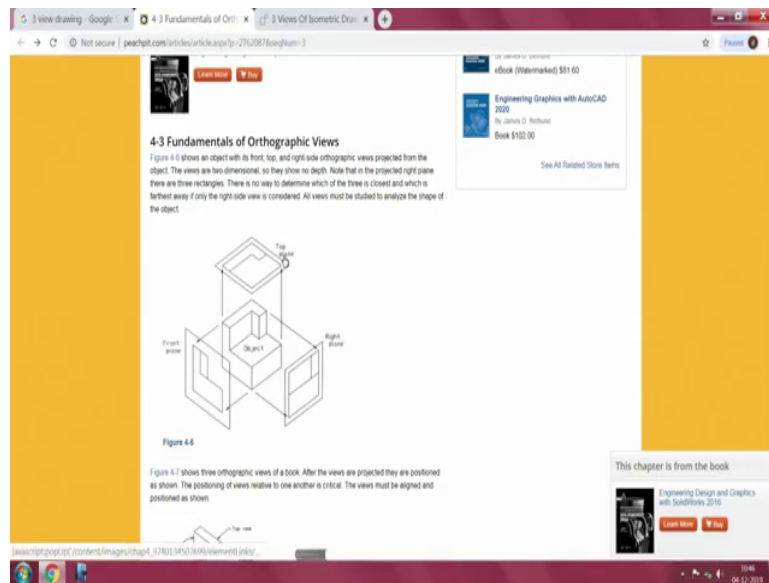 3 view drawing - Google
4-3 Fundamentals of Orth
3 Views Of Isometric Draw
Not secure | peachpit.com/articles/article.aspx?p=2762087&seqNum=3
Paused
Learn More
Buy
eBook (Watermarked) $51.60
Engineering Graphics with AutoCAD
2020
By James D. Bethune
Book $102.00
See All Related Store Items
4-3 Fundamentals of Orthographic Views
Figure 4-6 shows an object with its front, top, and right-side orthographic views projected from the
object. The views are two-dimensional, so they show no depth. Note that in the projected right plane
there are three rectangles. There is no way to determine which of the three is closest and which is
farthest away if only the right-side view is considered. All views must be studied to analyze the shape of
the object.
Top
plane
Front
plane
Object
Right
plane
Figure 4-6
Figure 4-7 shows three orthographic views of a book. After the views are projected they are positioned
as shown. The positioning of views relative to one another is critical. The views must be aligned and
positioned as shown.
Top view
This chapter is from the book
Engineering Design and Graphics
with SolidWorks 2016
Learn More
Buy
10:46
04-12-2019